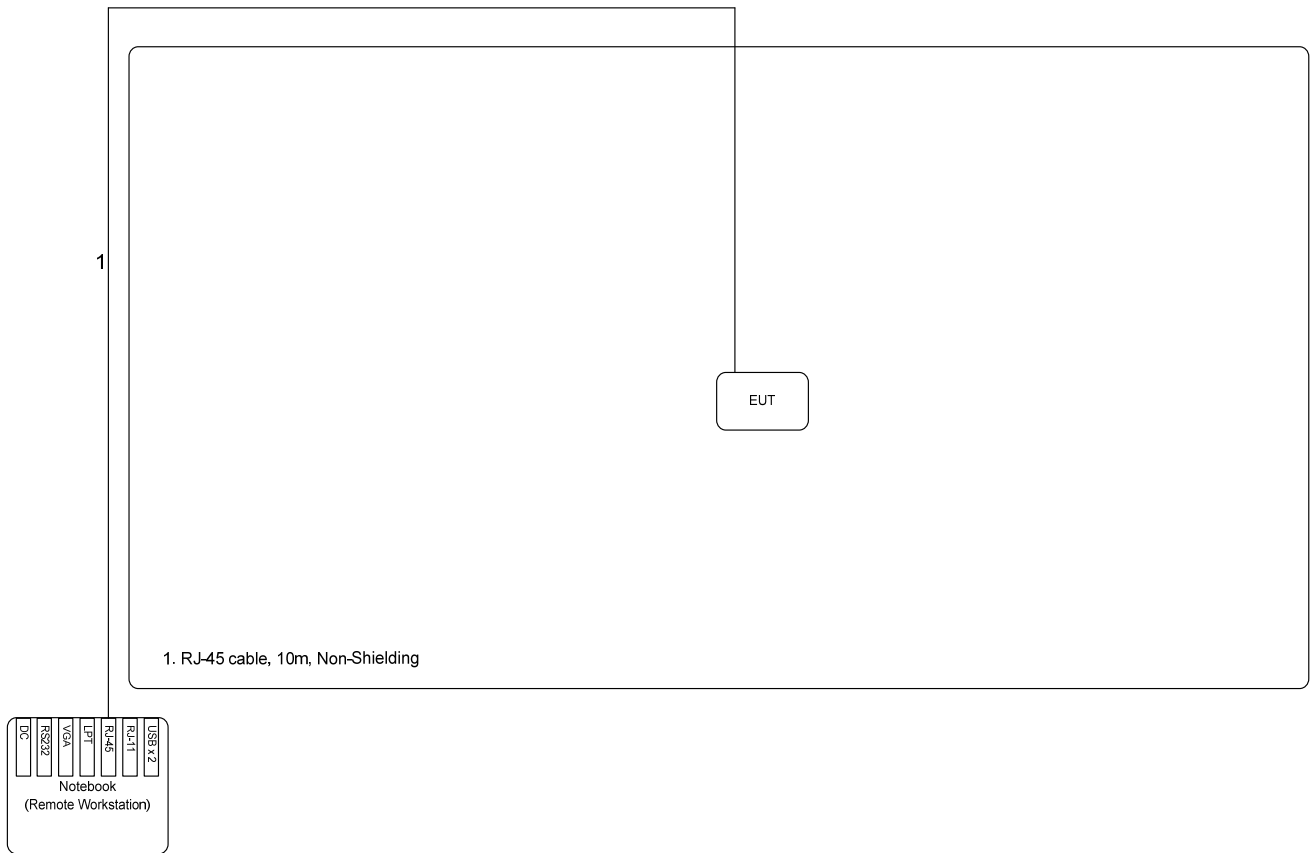 1
EUT
1. RJ-45 cable, 10m, Non-Shielding
DC
RS232
VGA
LPT
RJ-45
RJ-11
USB x 2
Notebook
(Remote Workstation)